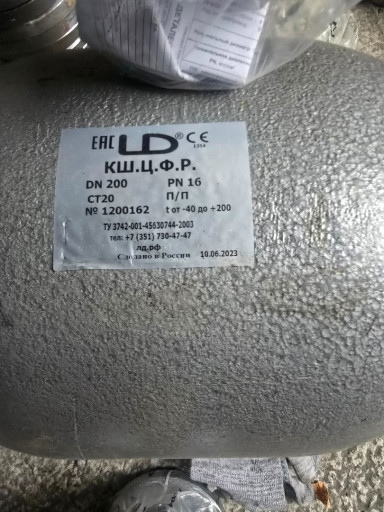 EAC LD ® CE
1354
КШ.Ц.Ф.Р.
DN 200 PN 16
СТ20 П/П
№ 1200162 t от -40 до +200
ТУ 3742-001-45630744-2003
тел: +7 (351) 730-47-47
лд.рф
Сделано в России 10.06.2023